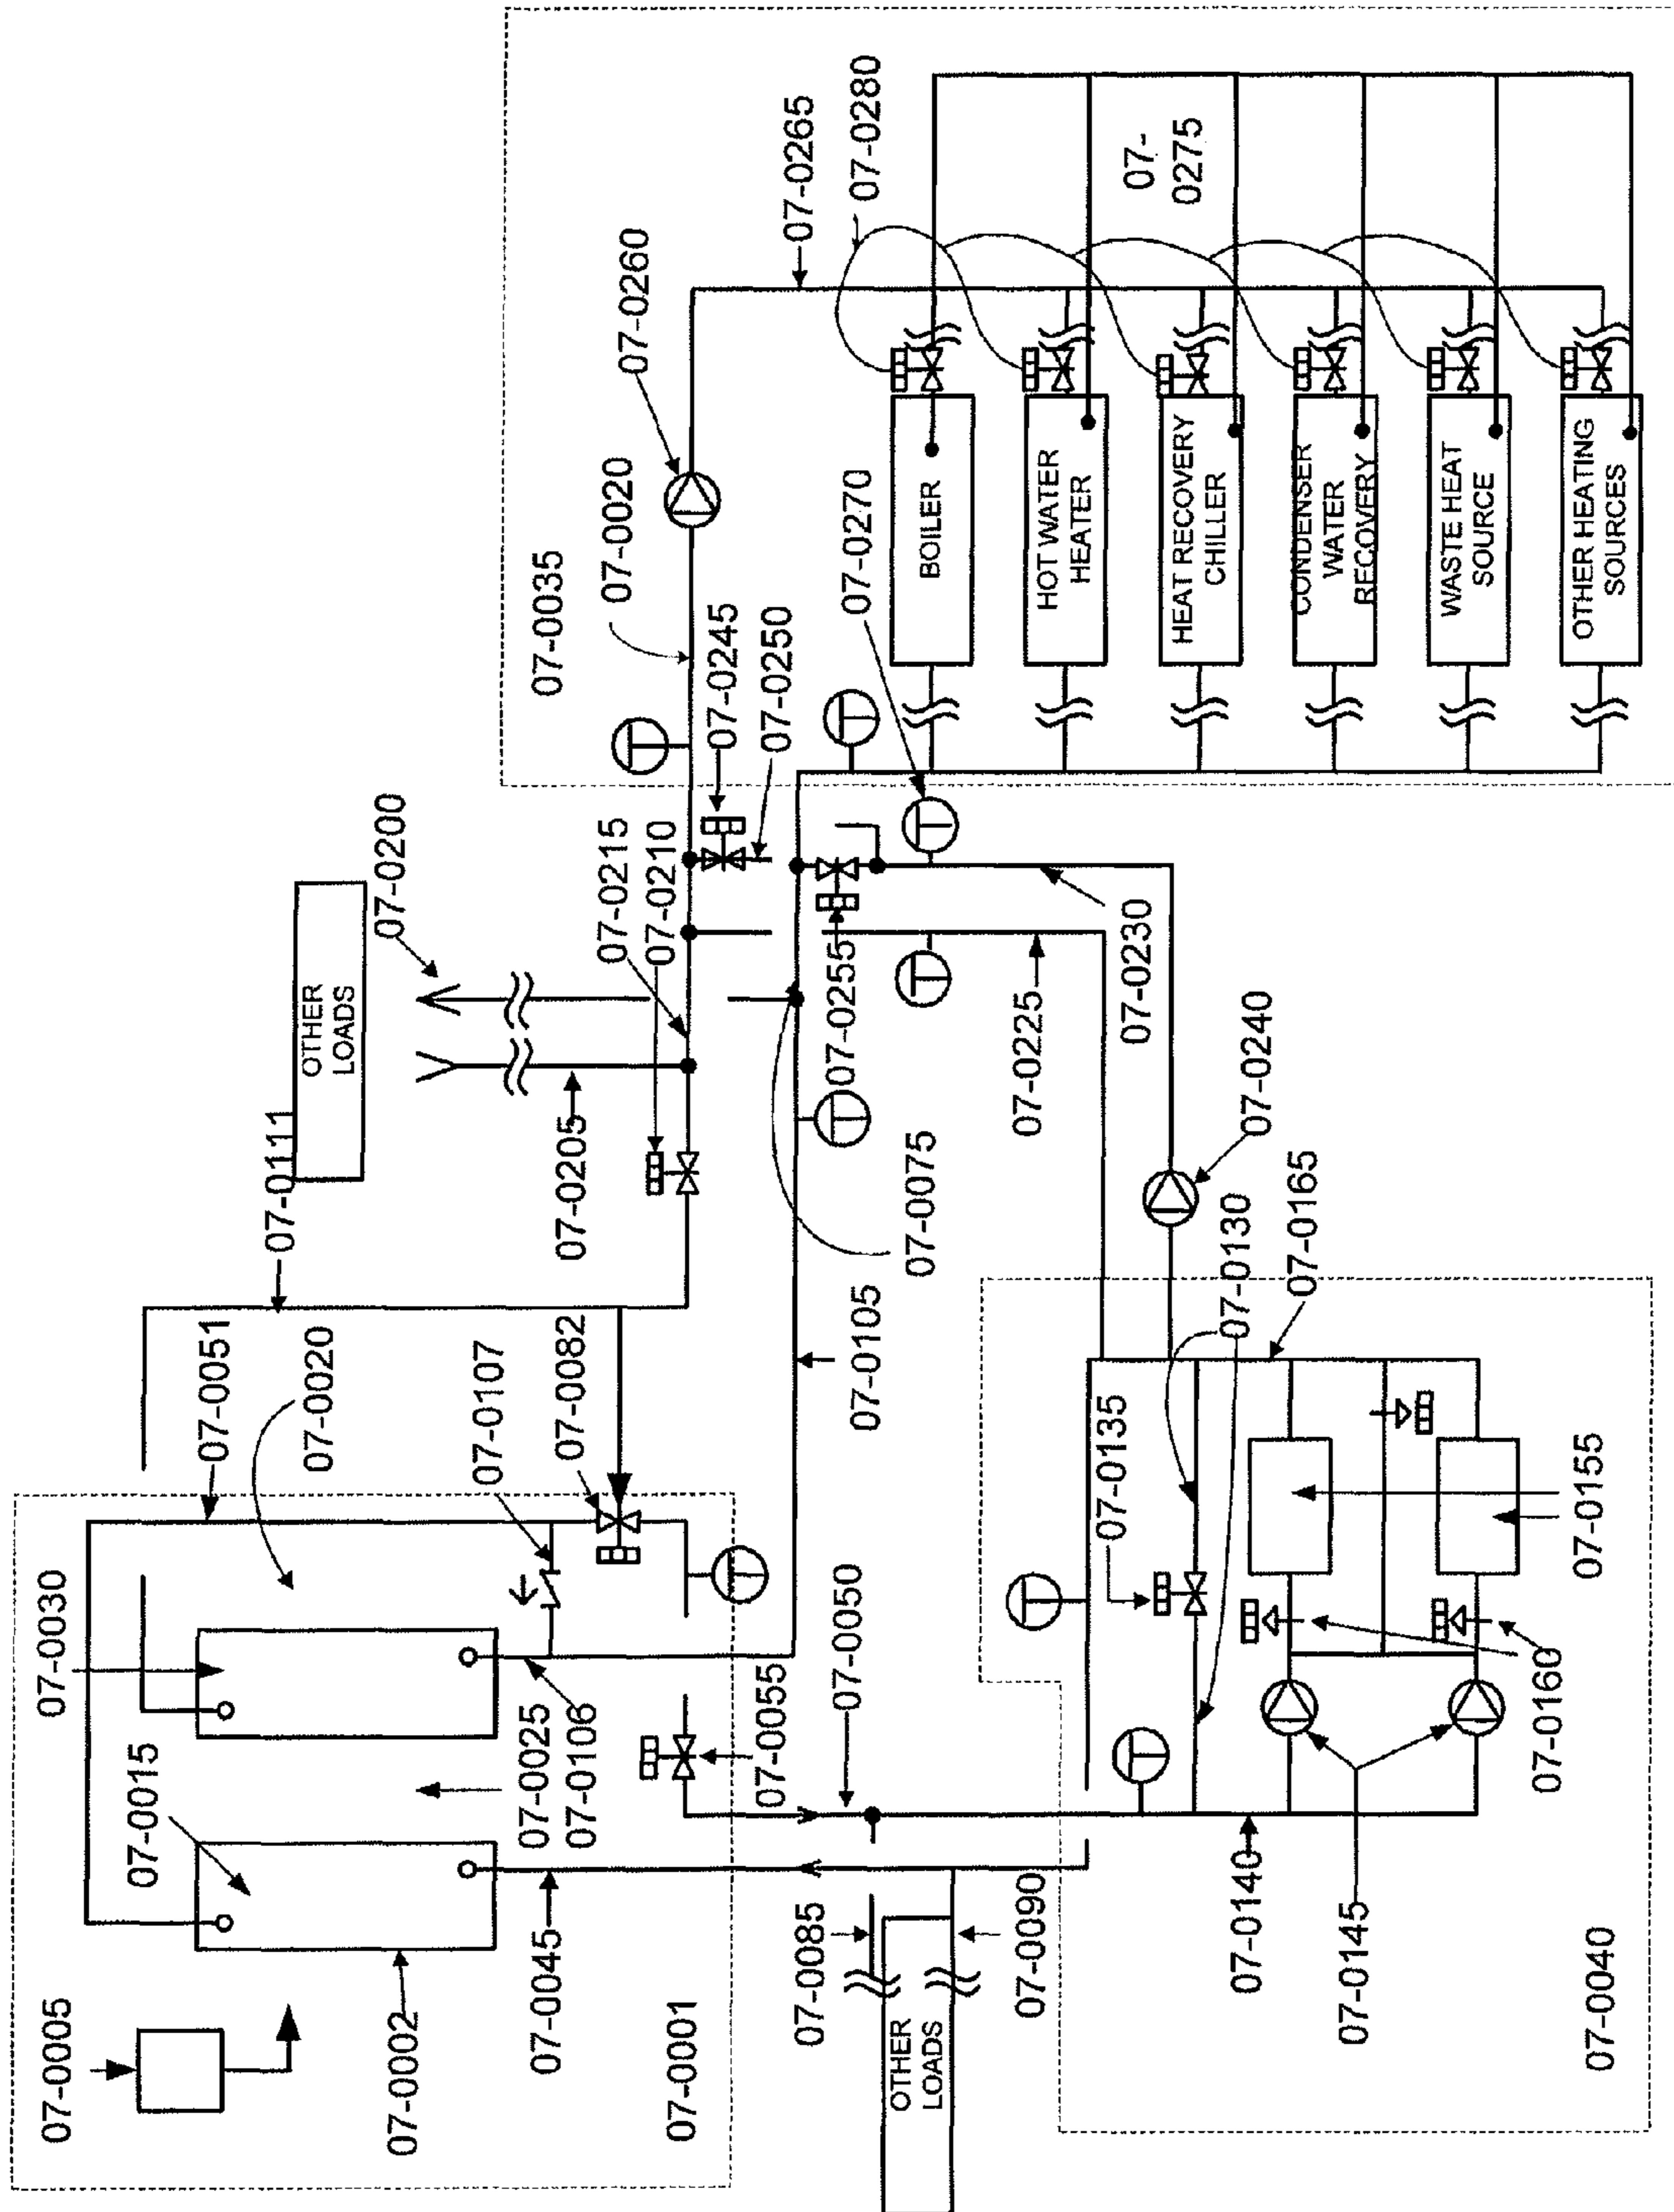 07-0005
07-0015
07-0030
07-0002
07-0051
07-0020
07-0111
07-0200
OTHER
LOADS
07-0045
07-0025
07-0106
07-0107
07-0082
07-0205
07-0215
07-0210
07-0035
07-0020
07-0260
07-0001
T
07-0055
T
07-0245
07-0250
07-0265
07-0280
07-0085
07-0050
07-0105
T
07-0255
T
07-0270
OTHER
LOADS
07-0075
T
T
BOILER
07-0090
T
07-0225
HOT WATER
HEATER
T
07-0135
07-0230
07-
0275
07-0140
07-0130
07-0240
HEAT RECOVERY
CHILLER
07-0165
CONDENSER
WATER
RECOVERY
07-0145
WASTE HEAT
SOURCE
07-0160
07-0155
OTHER HEATING
SOURCES
07-0040